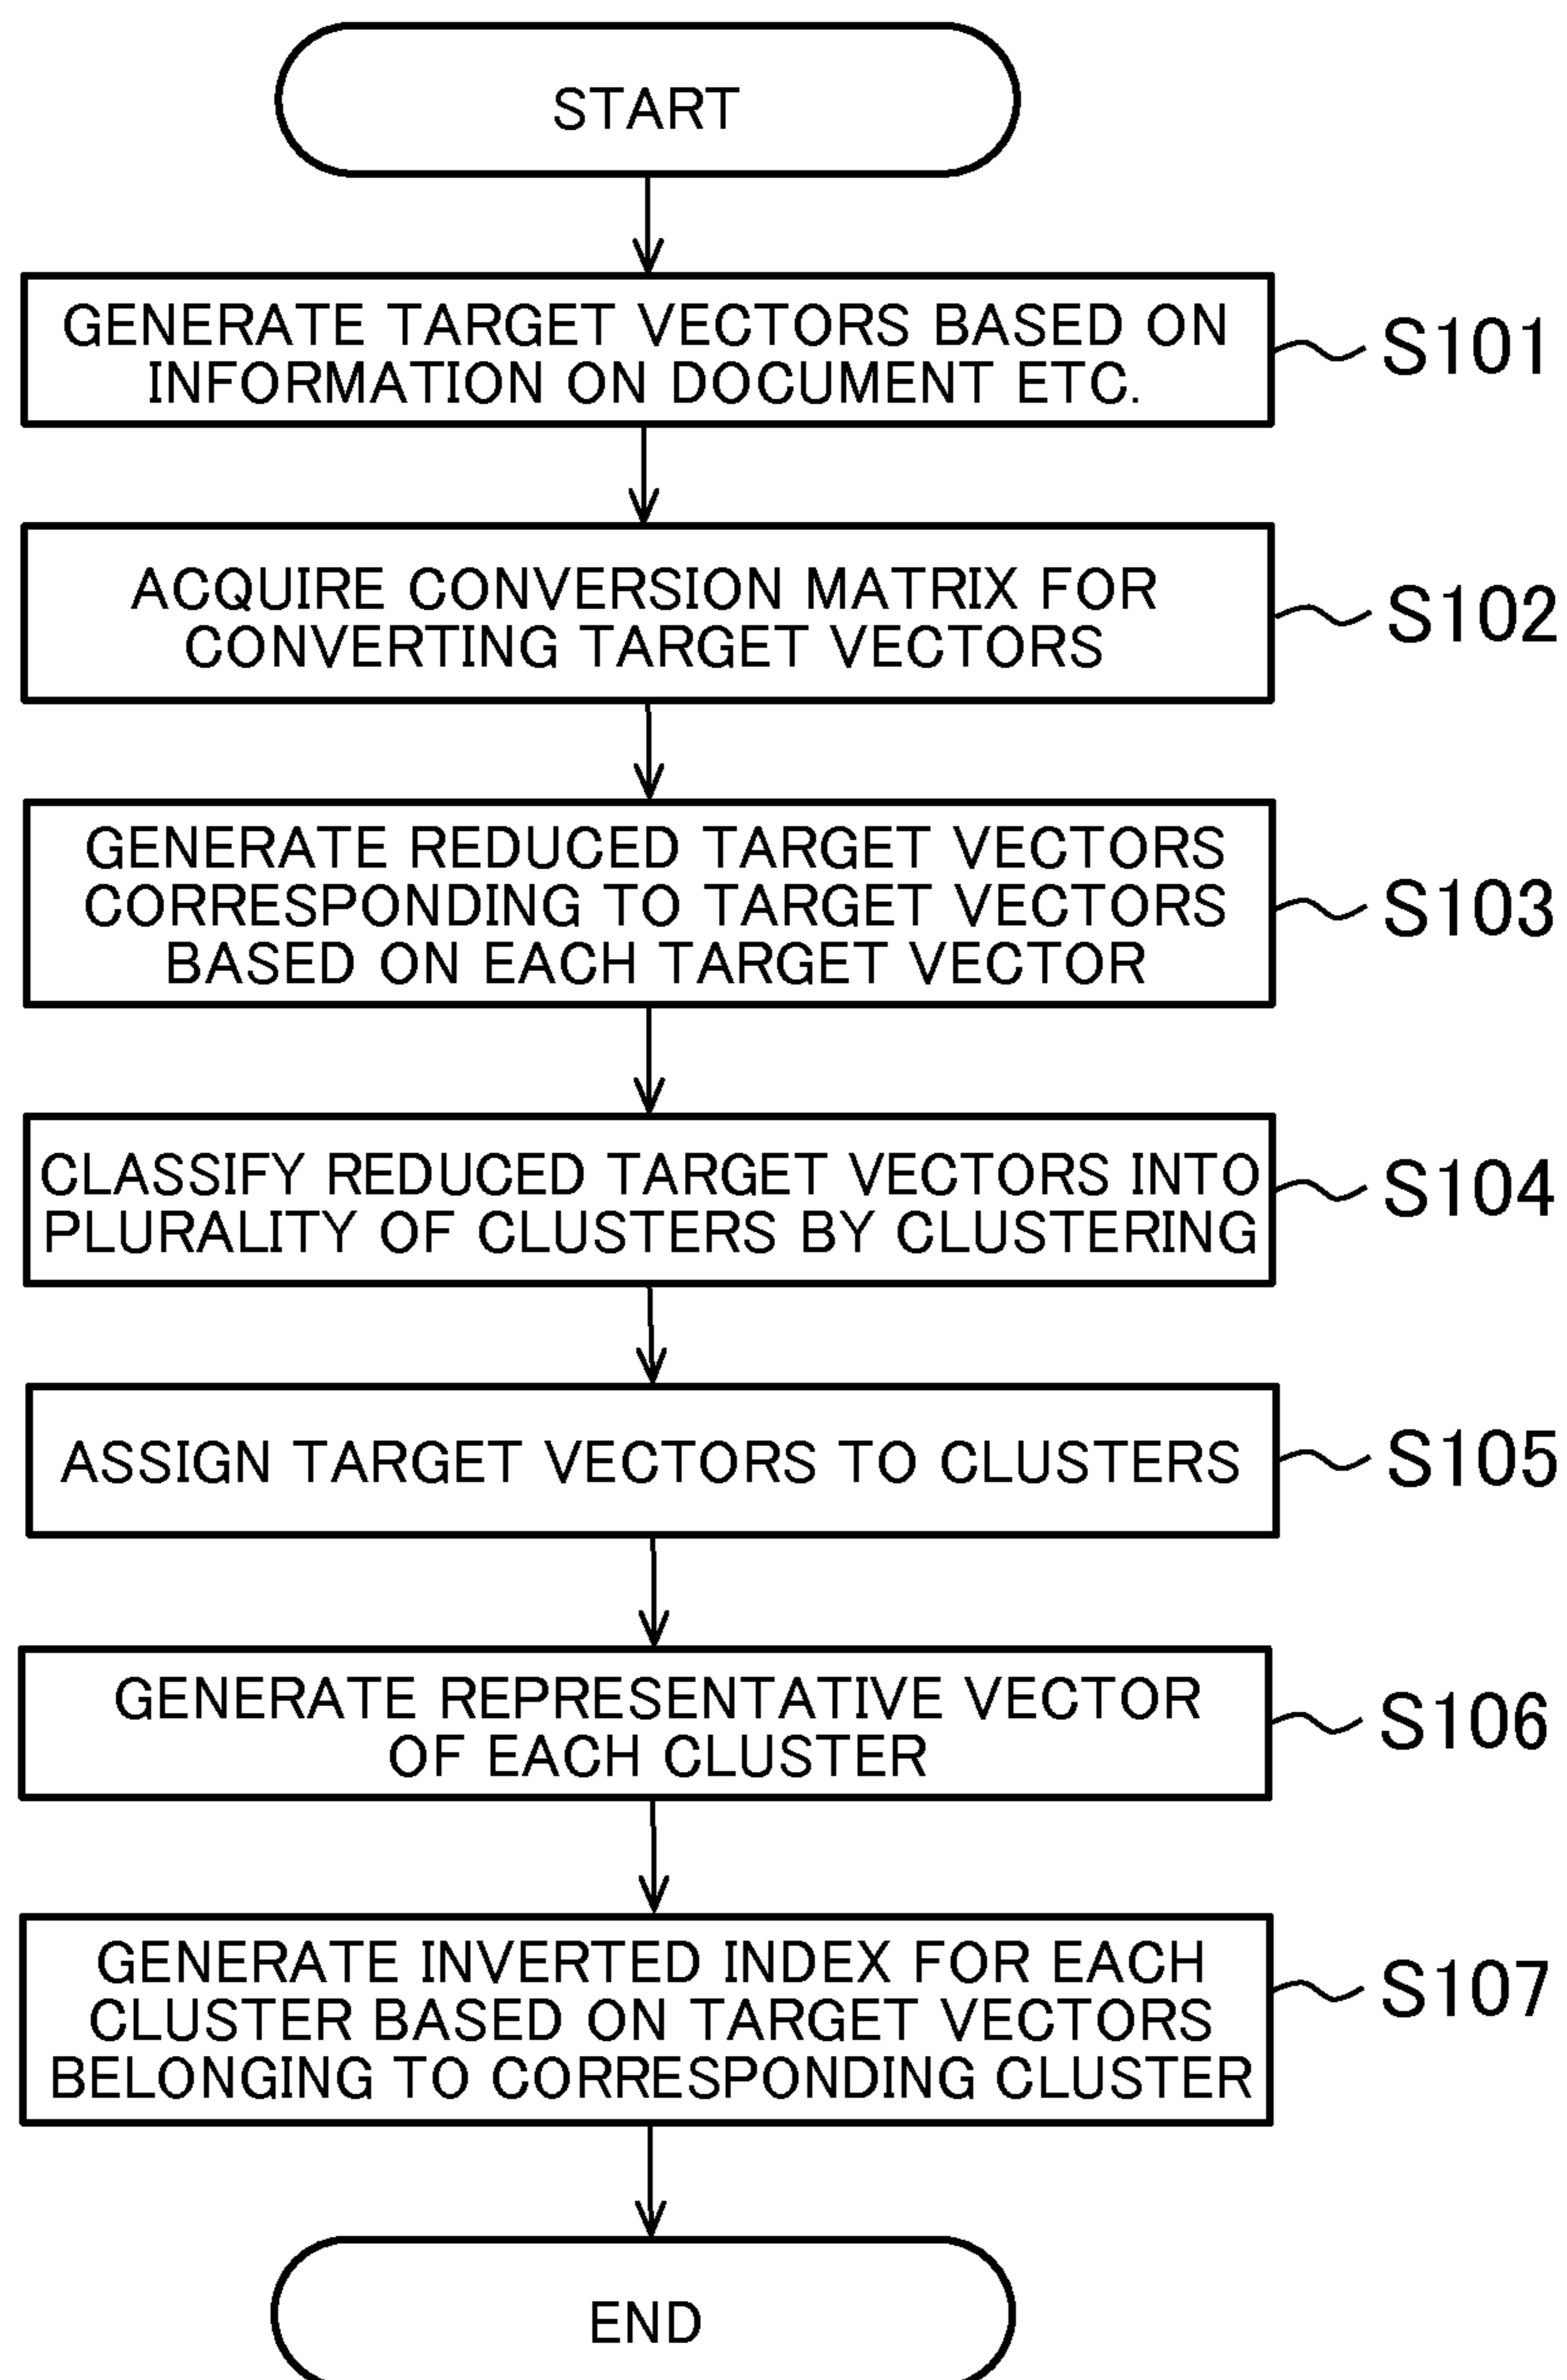 START
GENERATE TARGET VECTORS BASED ON
INFORMATION ON DOCUMENT ETC.
S101
ACQUIRE CONVERSION MATRIX FOR
CONVERTING TARGET VECTORS
S102
GENERATE REDUCED TARGET VECTORS
CORRESPONDING TO TARGET VECTORS
BASED ON EACH TARGET VECTOR
S103
CLASSIFY REDUCED TARGET VECTORS INTO
PLURALITY OF CLUSTERS BY CLUSTERING
S104
ASSIGN TARGET VECTORS TO CLUSTERS
S105
GENERATE REPRESENTATIVE VECTOR
OF EACH CLUSTER
S106
GENERATE INVERTED INDEX FOR EACH
CLUSTER BASED ON TARGET VECTORS
BELONGING TO CORRESPONDING CLUSTER
S107
END